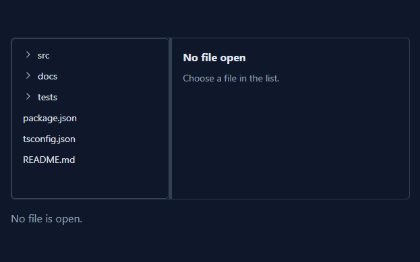 src
docs
tests
package.json
tsconfig.json
README.md
No file open
Choose a file in the list.
No file is open.